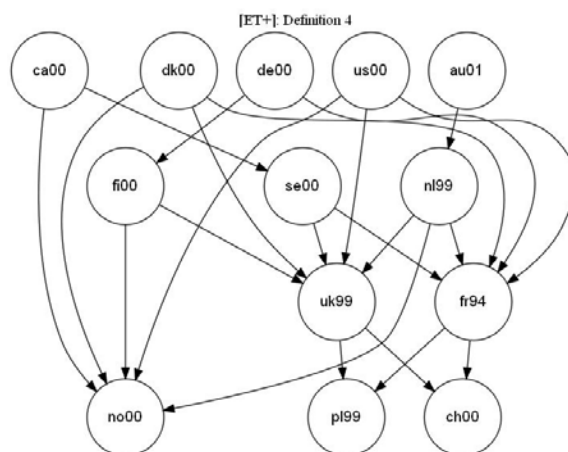 [ET+]: Definition 4
ca00 dk00 de00 us00 au01
fi00 se00 nl99
uk99 fr94
no00 pl99 ch00